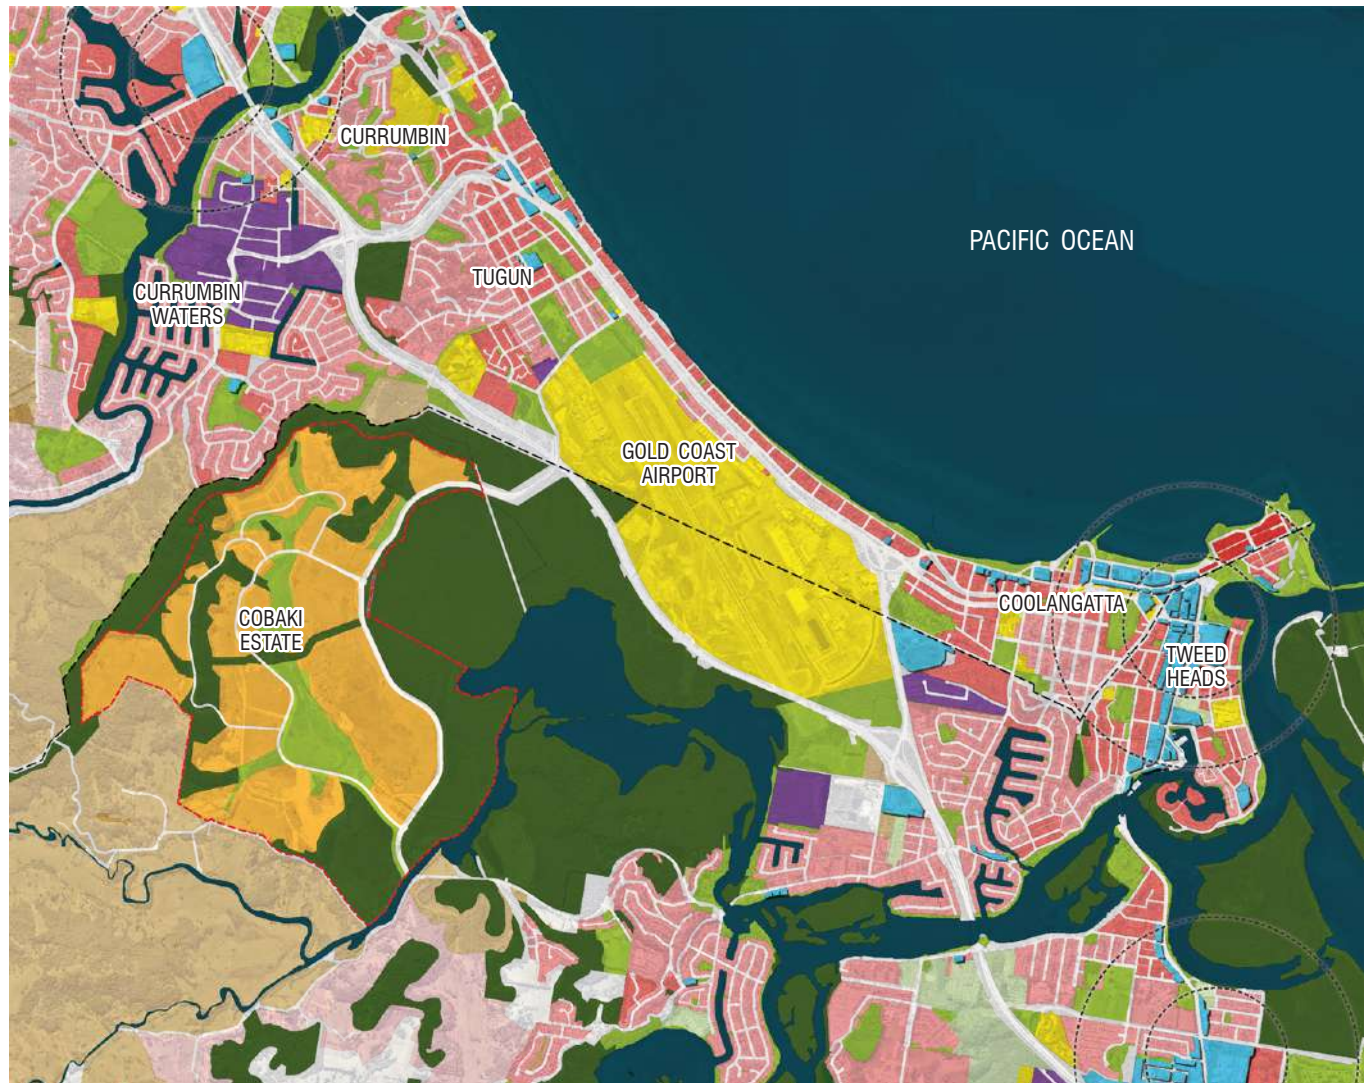 CURRUMBIN
PACIFIC OCEAN
TUGUN
CURRUMBIN
WATERS
GOLD COAST
AIRPORT
COOLANGATTA
COBAKI
ESTATE
TWEED
HEADS